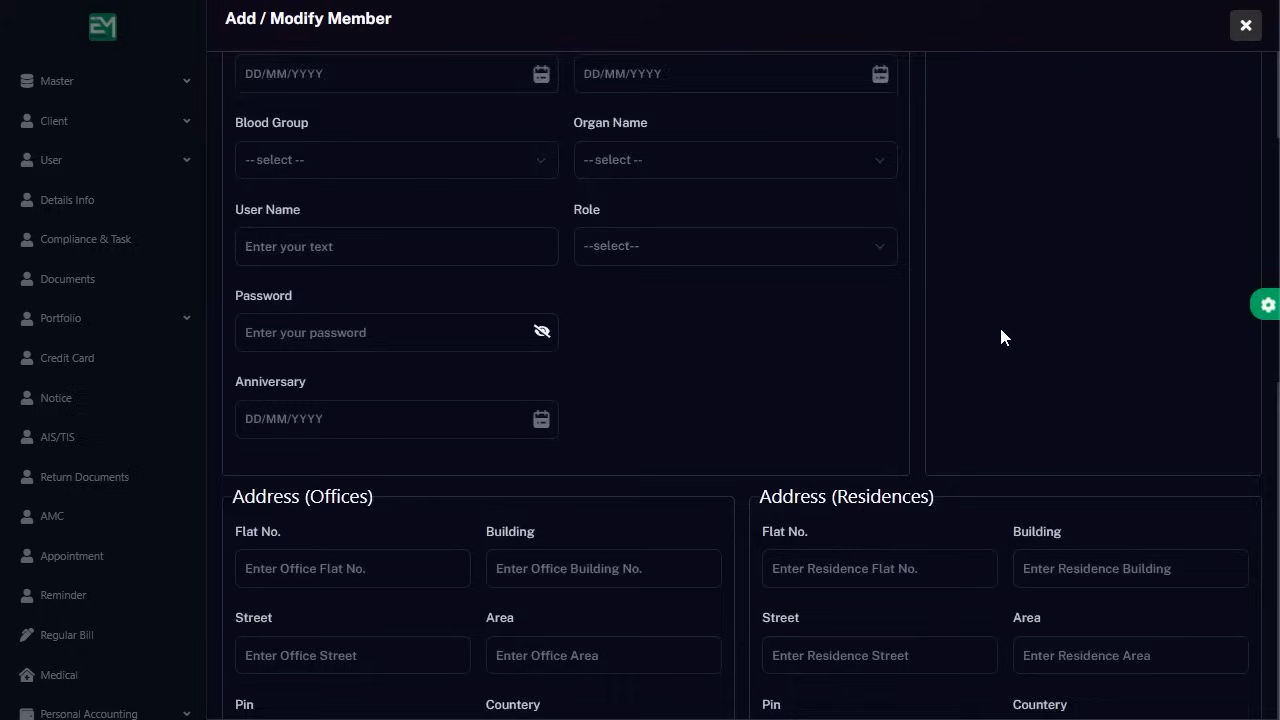 EM
Add / Modify Member
Master
Client
User
Details Info
Compliance & Task
Documents
Portfolio
Credit Card
Notice
AIS/TIS
Return Documents
AMC
Appointment
Reminder
Regular Bill
Medical
Personal Accounting
DD/MM/YYYY
DD/MM/YYYY
Blood Group
Organ Name
-- select --
-- select --
User Name
Role
Enter your text
--select--
Password
Enter your password
Anniversary
DD/MM/YYYY
Address (Offices)
Flat No.
Building
Enter Office Flat No.
Enter Office Building No.
Street
Area
Enter Office Street
Enter Office Area
Pin
Countery
Address (Residences)
Flat No.
Building
Enter Residence Flat No.
Enter Residence Building
Street
Area
Enter Residence Street
Enter Residence Area
Pin
Countery